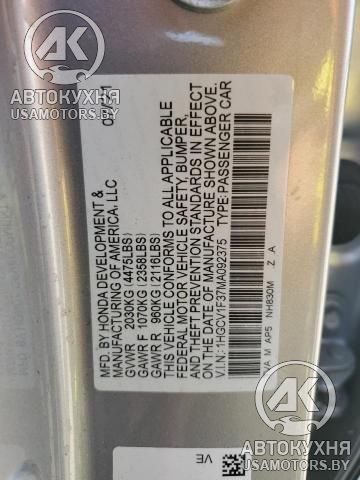 AK
АВТОКУХНЯ
USAMOTORS.BY
MFD. BY HONDA DEVELOPMENT &
MANUFACTURING OF AMERICA, LLC
GVWR 2030KG (4475LBS)
GAWR F 1070KG (2358LBS)
GAWR R 960KG (2116LBS)
THIS VEHICLE CONFORMS TO ALL APPLICABLE
FEDERAL MOTOR VEHICLE SAFETY, BUMPER,
AND THEFT PREVENTION STANDARDS IN EFFECT
ON THE DATE OF MANUFACTURE SHOWN ABOVE.
V.I.N.: 1HGCV1F37MA092375 TYPE:PASSENGER CAR
M AP5 NH830M Z A
VE
AK
АВТОКУХНЯ
USAMOTORS.BY